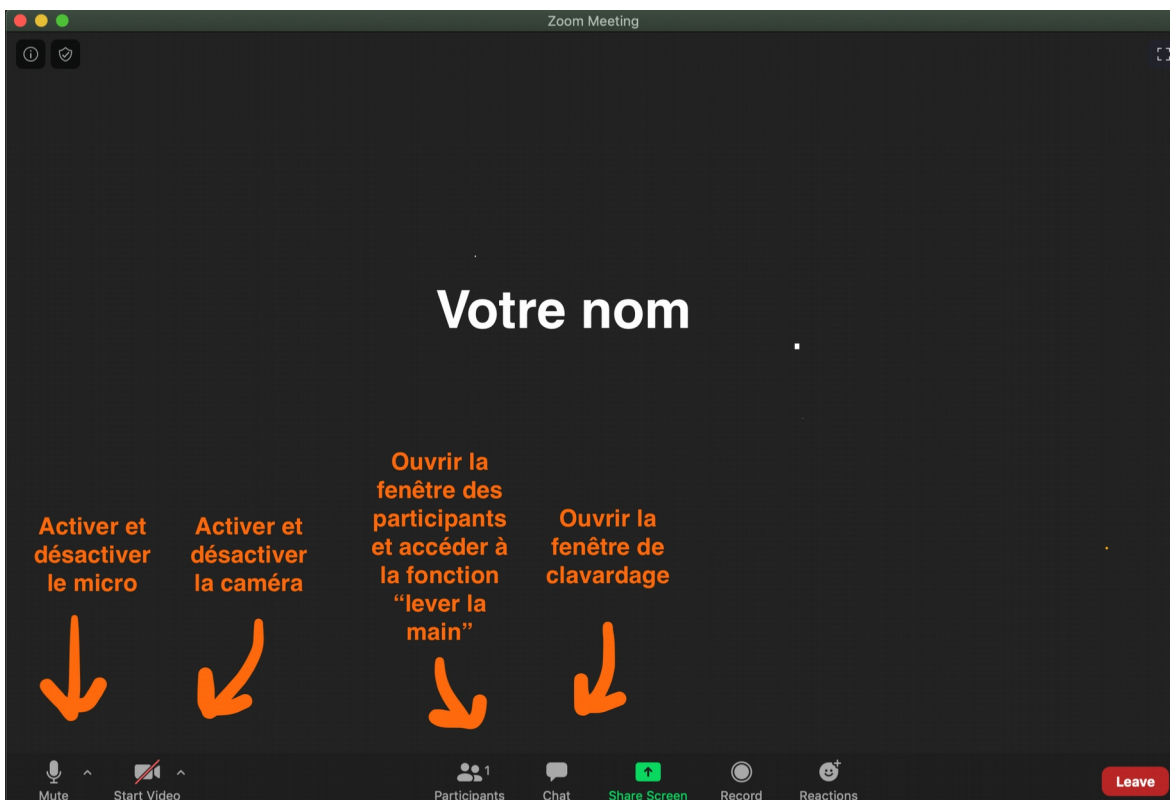 Zoom Meeting
Votre nom
Activer et
désactiver
le micro
Activer et
désactiver
la caméra
Ouvrir la
fenêtre des
participants
et accéder à
la fonction
“lever la
main”
Ouvrir la
fenêtre de
clavardage
1
Mute
Start Video
Participants
Chat
Share Screen
Record
Reactions
Leave